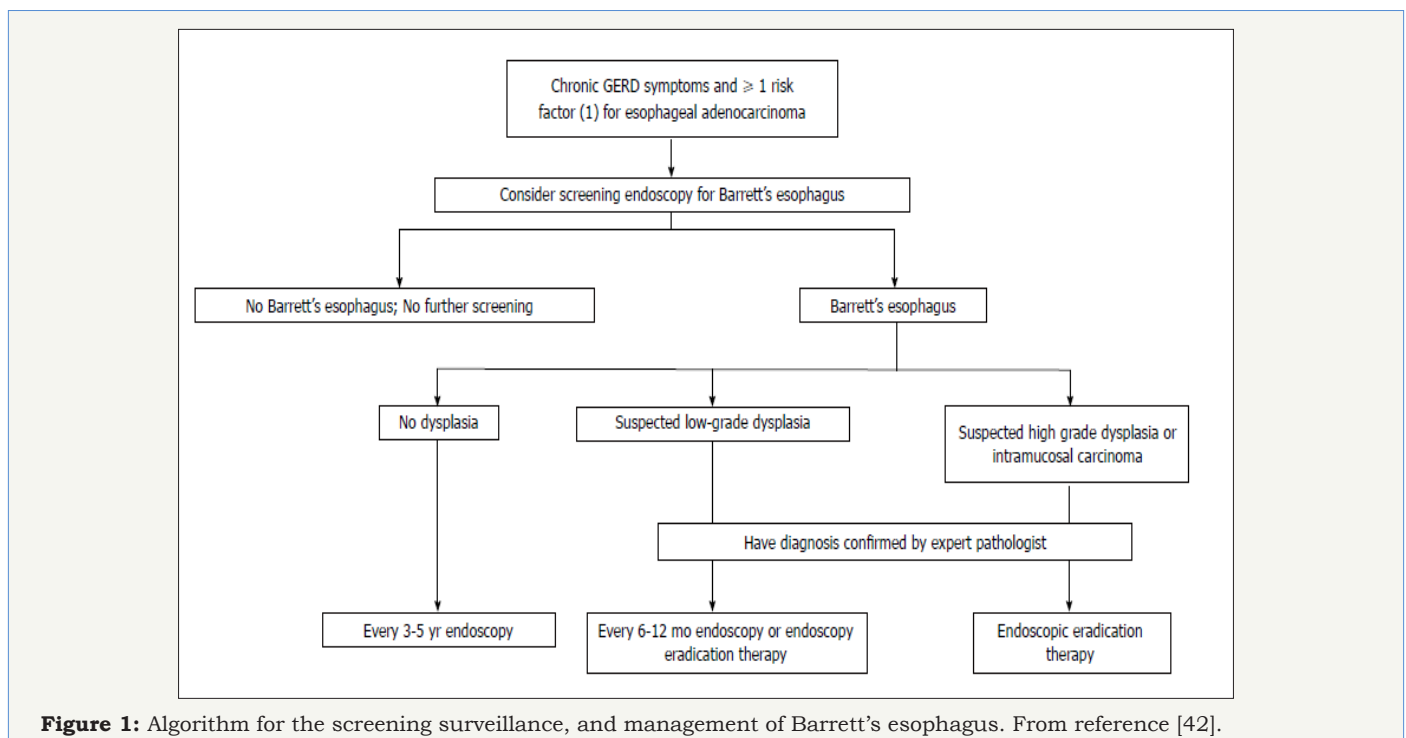 Chronic GERD symptoms and ⩾ 1 risk
factor (1) for esophageal adenocarcinoma
Consider screening endoscopy for Barrett's esophagus
No Barrett's esophagus; No further screening
Barrett's esophagus
No dysplasia
Suspected low-grade dysplasia
Suspected high grade dysplasia or
intramucosal carcinoma
Have diagnosis confirmed by expert pathologist
Every 3-5 yr endoscopy
Every 6-12 mo endoscopy or endoscopy
eradication therapy
Endoscopic eradication
therapy
Figure 1: Algorithm for the screening surveillance, and management of Barrett's esophagus. From reference [42].